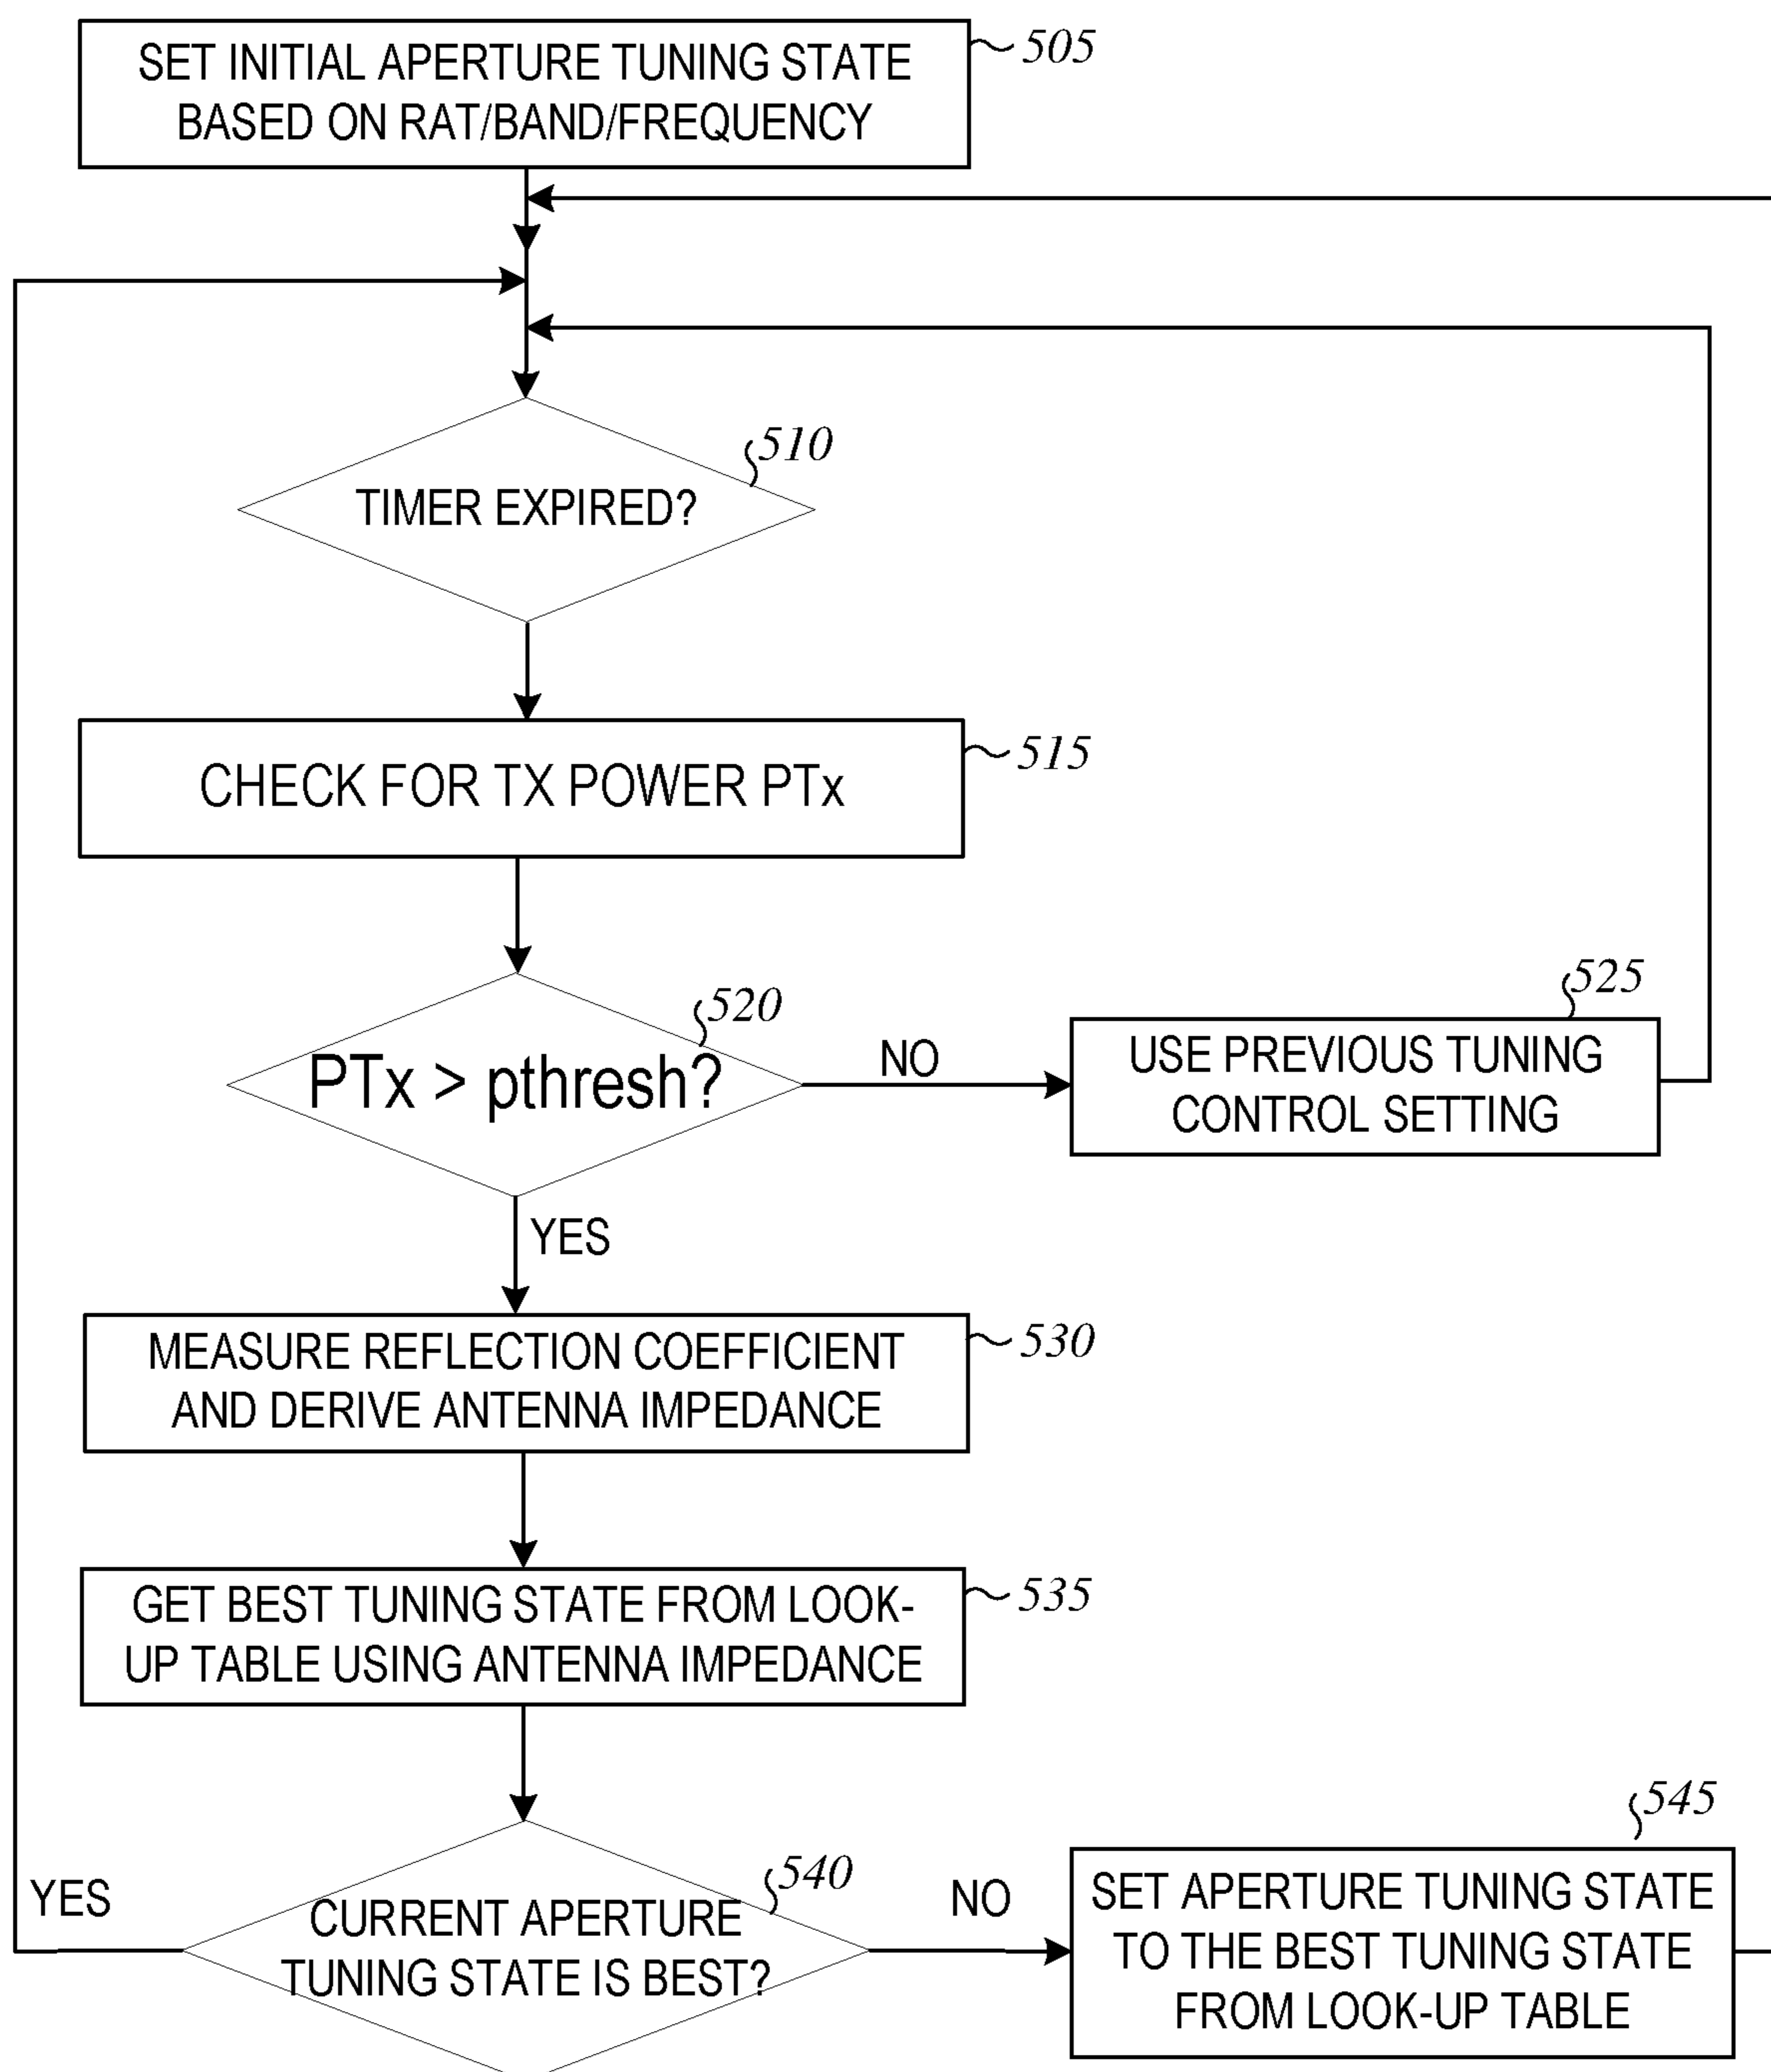 SET INITIAL APERTURE TUNING STATE
BASED ON RAT/BAND/FREQUENCY
505
TIMER EXPIRED?
510
CHECK FOR TX POWER PTx
515
PTx > pthresh?
520
NO
USE PREVIOUS TUNING
CONTROL SETTING
525
YES
MEASURE REFLECTION COEFFICIENT
AND DERIVE ANTENNA IMPEDANCE
530
GET BEST TUNING STATE FROM LOOK-
UP TABLE USING ANTENNA IMPEDANCE
535
YES
CURRENT APERTURE
TUNING STATE IS BEST?
540
NO
SET APERTURE TUNING STATE
TO THE BEST TUNING STATE
FROM LOOK-UP TABLE
545